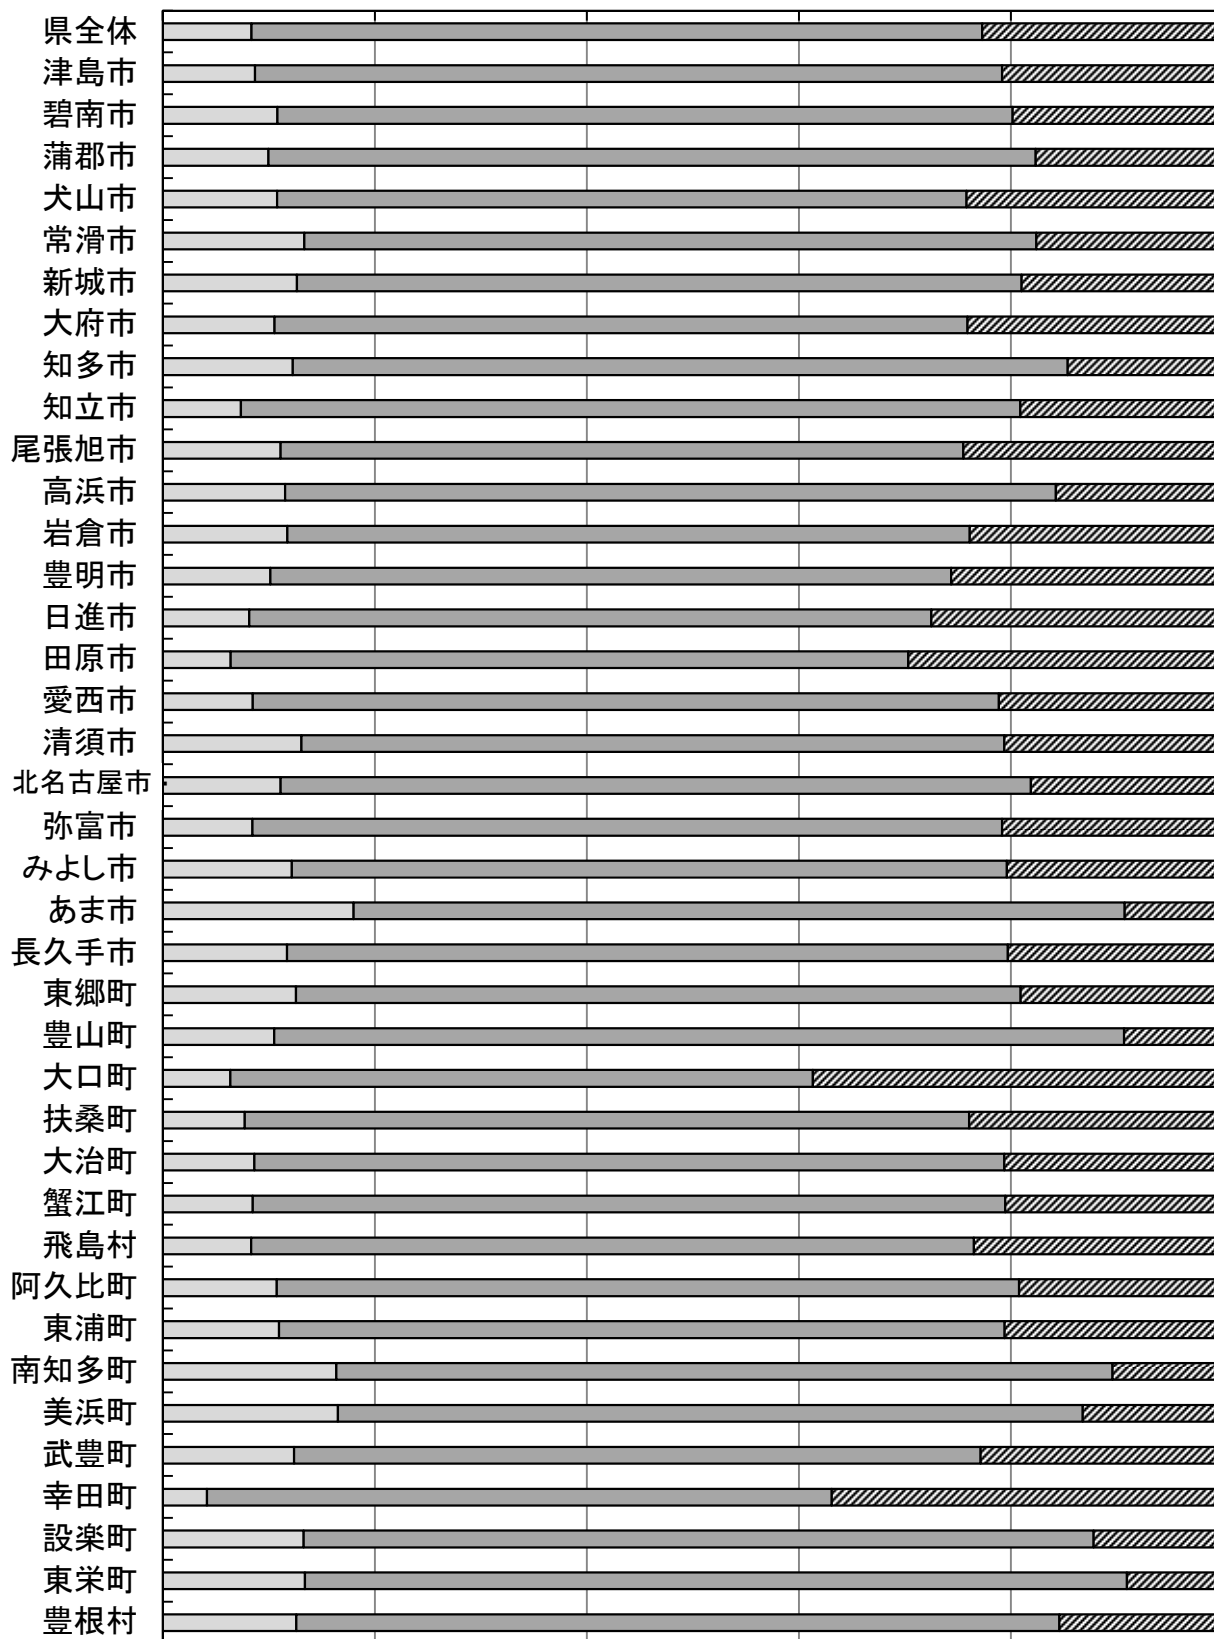 県全体
津島市
碧南市
蒲郡市
犬山市
常滑市
新城市
大府市
知多市
知立市
尾張旭市
高浜市
岩倉市
豊明市
日進市
田原市
愛西市
清須市
北名古屋市
弥富市
みよし市
あま市
長久手市
東郷町
豊山町
大口町
扶桑町
大治町
蟹江町
飛島村
阿久比町
東浦町
南知多町
美浜町
武豊町
幸田町
設楽町
東栄町
豊根村